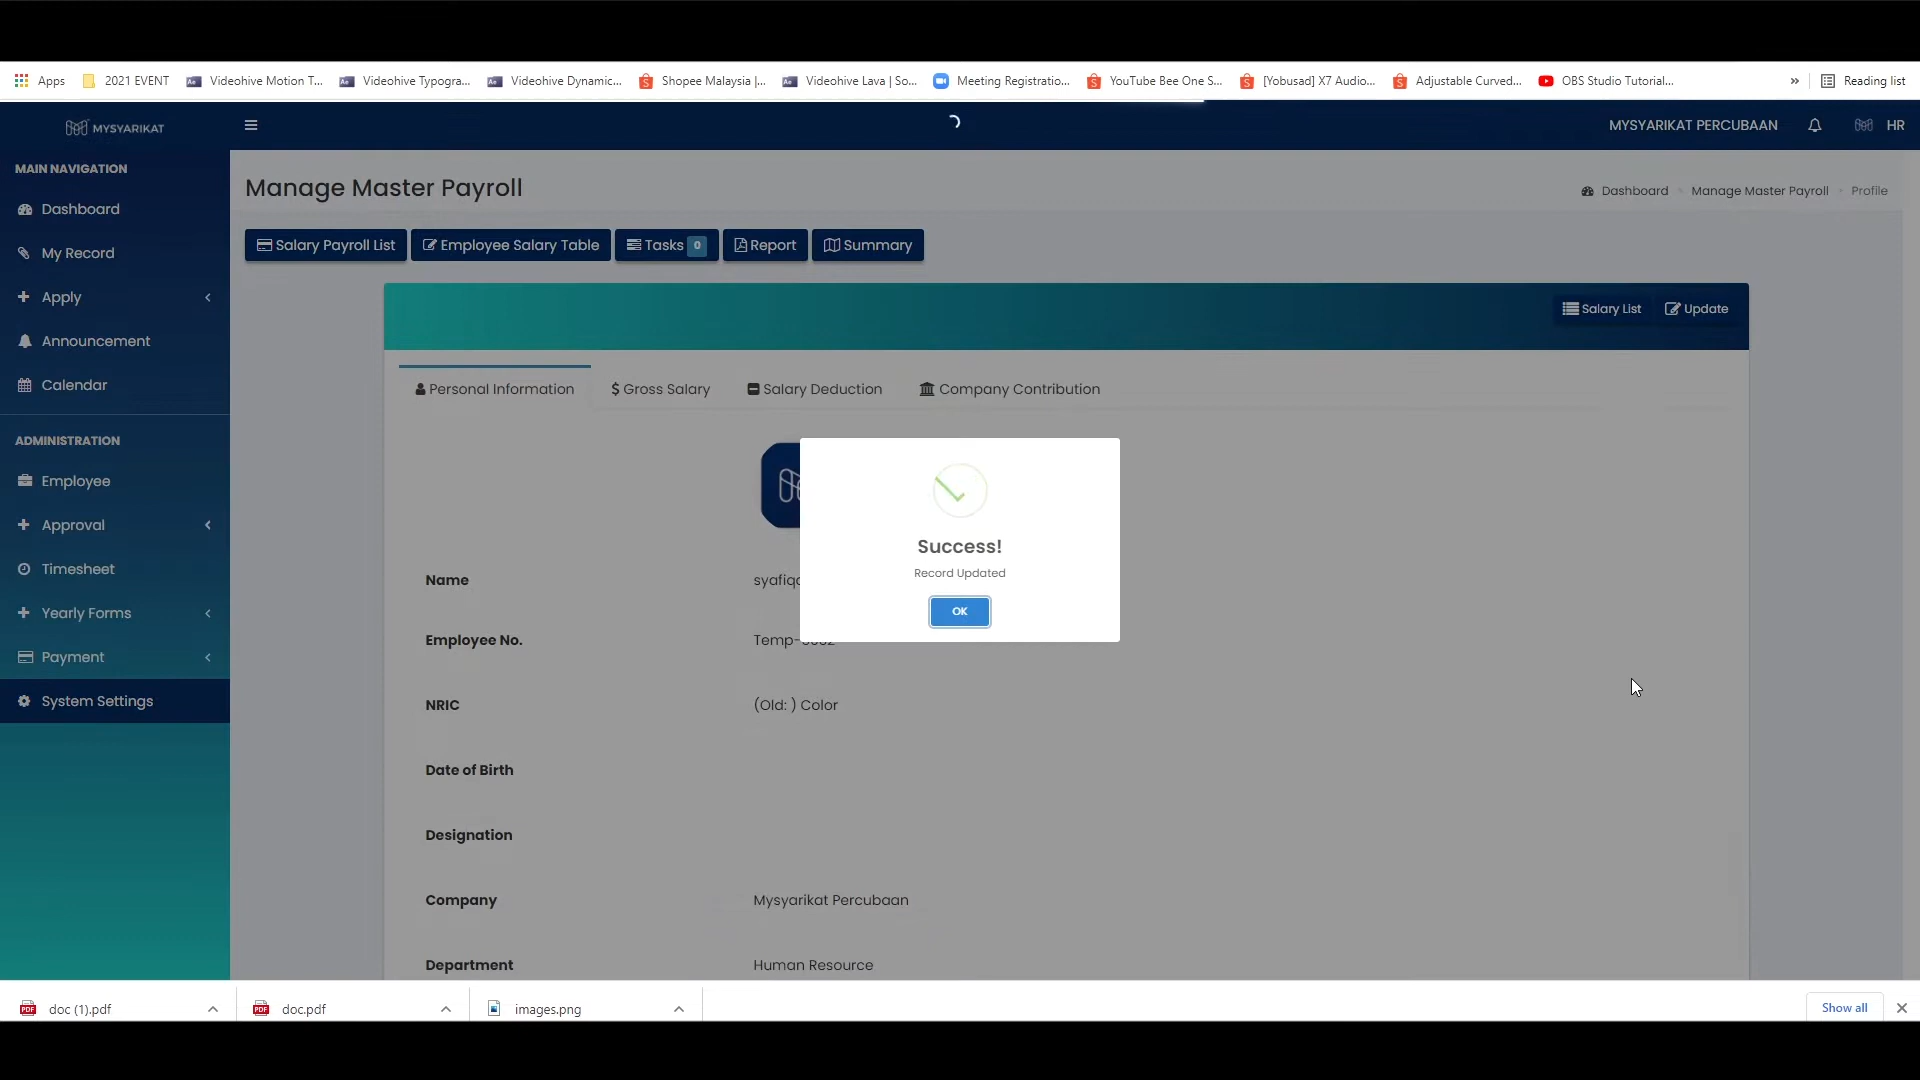 Apps 2021 EVENT Videohive Motion T... Videohive Typogra... Videohive Dynamic... Shopee Malaysia |... Videohive Lava | So... Meeting Registratio... YouTube Bee One S... [Yobusad] X7 Audio... Adjustable Curved... OBS Studio Tutorial... » Reading list
MYSYARIKAT
MYSYARIKAT PERCUBAAN HR
MAIN NAVIGATION
Dashboard
My Record
Apply
Announcement
Calendar
ADMINISTRATION
Employee
Approval
Timesheet
Yearly Forms
Payment
System Settings
Manage Master Payroll
Dashboard Manage Master Payroll Profile
Salary Payroll List Employee Salary Table Tasks 0 Report Summary
Salary List Update
Personal Information Gross Salary Salary Deduction Company Contribution
Success!
Record Updated
OK
Name
Employee No.
NRIC (Old: ) Color
Date of Birth
Designation
Company Mysyarikat Percubaan
Department Human Resource
doc (1).pdf doc.pdf images.png Show all